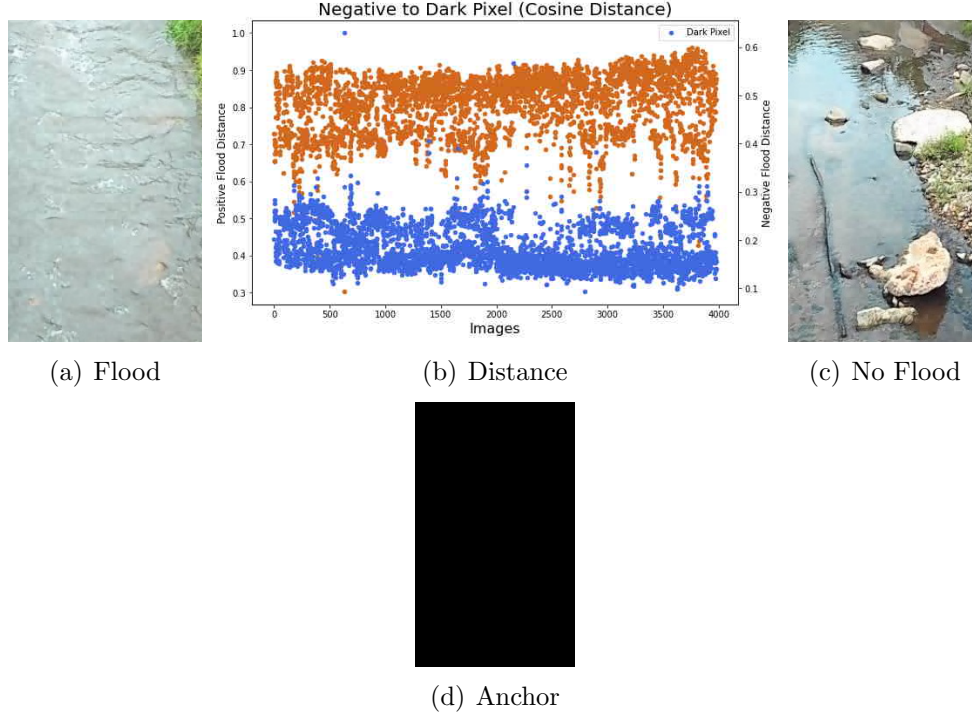 Negative to Dark Pixel (Cosine Distance)
Dark Pixel
Positive Flood Distance
1.0
0.9
0.8
0.7
0.6
0.5
0.4
0.3
0.6
0.5
0.4
0.3
0.2
0.1
Negative Flood Distance
0 500 1000 1500 2000 2500 3000 3500 4000
Images
(a) Flood
(b) Distance
(c) No Flood
(d) Anchor